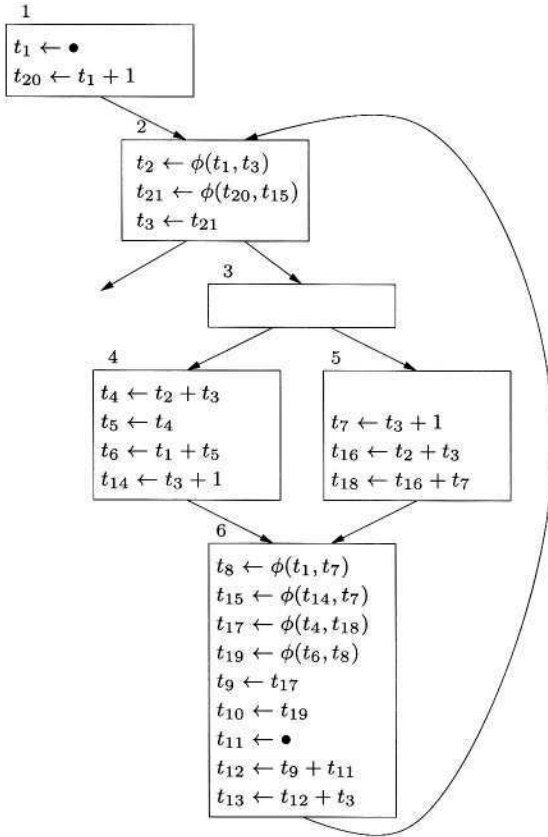 1
t₁ ← •
t₂₀ ← t₁ + 1
2
t₂ ← ϕ(t₁, t₃)
t₂₁ ← ϕ(t₂₀, t₁₅)
t₃ ← t₂₁
3
4
t₄ ← t₂ + t₃
t₅ ← t₄
t₆ ← t₁ + t₅
t₁₄ ← t₃ + 1
5
t₇ ← t₃ + 1
t₁₆ ← t₂ + t₃
t₁₈ ← t₁₆ + t₇
6
t₈ ← ϕ(t₁, t₇)
t₁₅ ← ϕ(t₁₄, t₇)
t₁₇ ← ϕ(t₄, t₁₈)
t₁₉ ← ϕ(t₆, t₈)
t₉ ← t₁₇
t₁₀ ← t₁₉
t₁₁ ← •
t₁₂ ← t₉ + t₁₁
t₁₃ ← t₁₂ + t₃